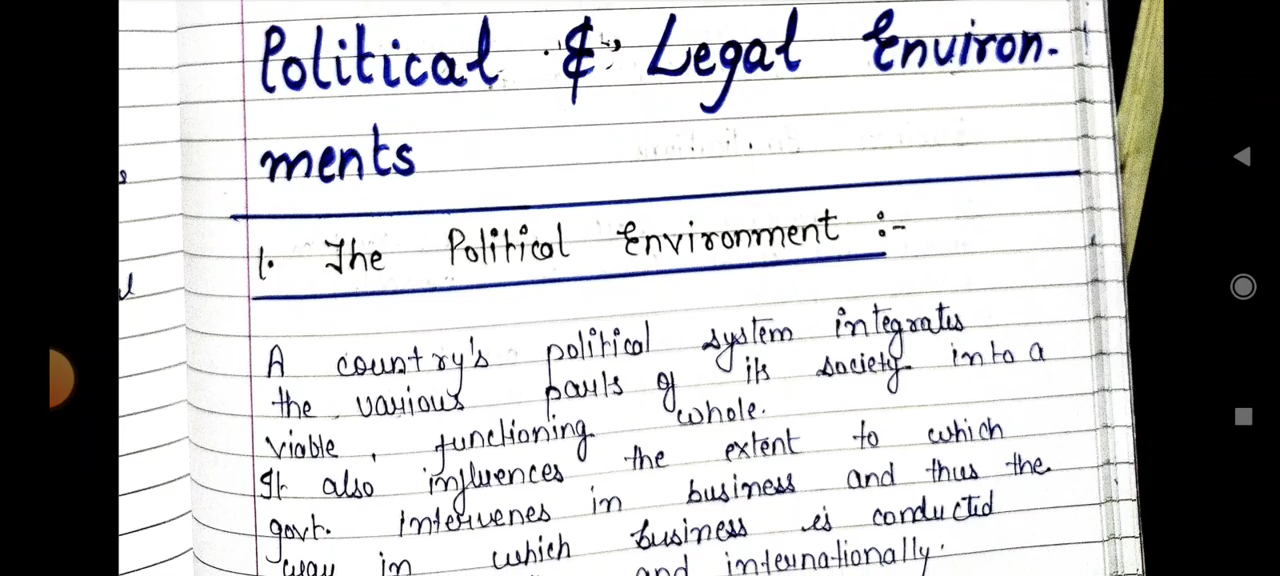 Political & Legal Environ-
ments
1. The Political Environment :-
A country's political system integrates
the various parts of its society into a
viable, functioning whole.
It also influences the extent to which
govt. intervenes in business and thus the
way in which business is conducted
and internationally.